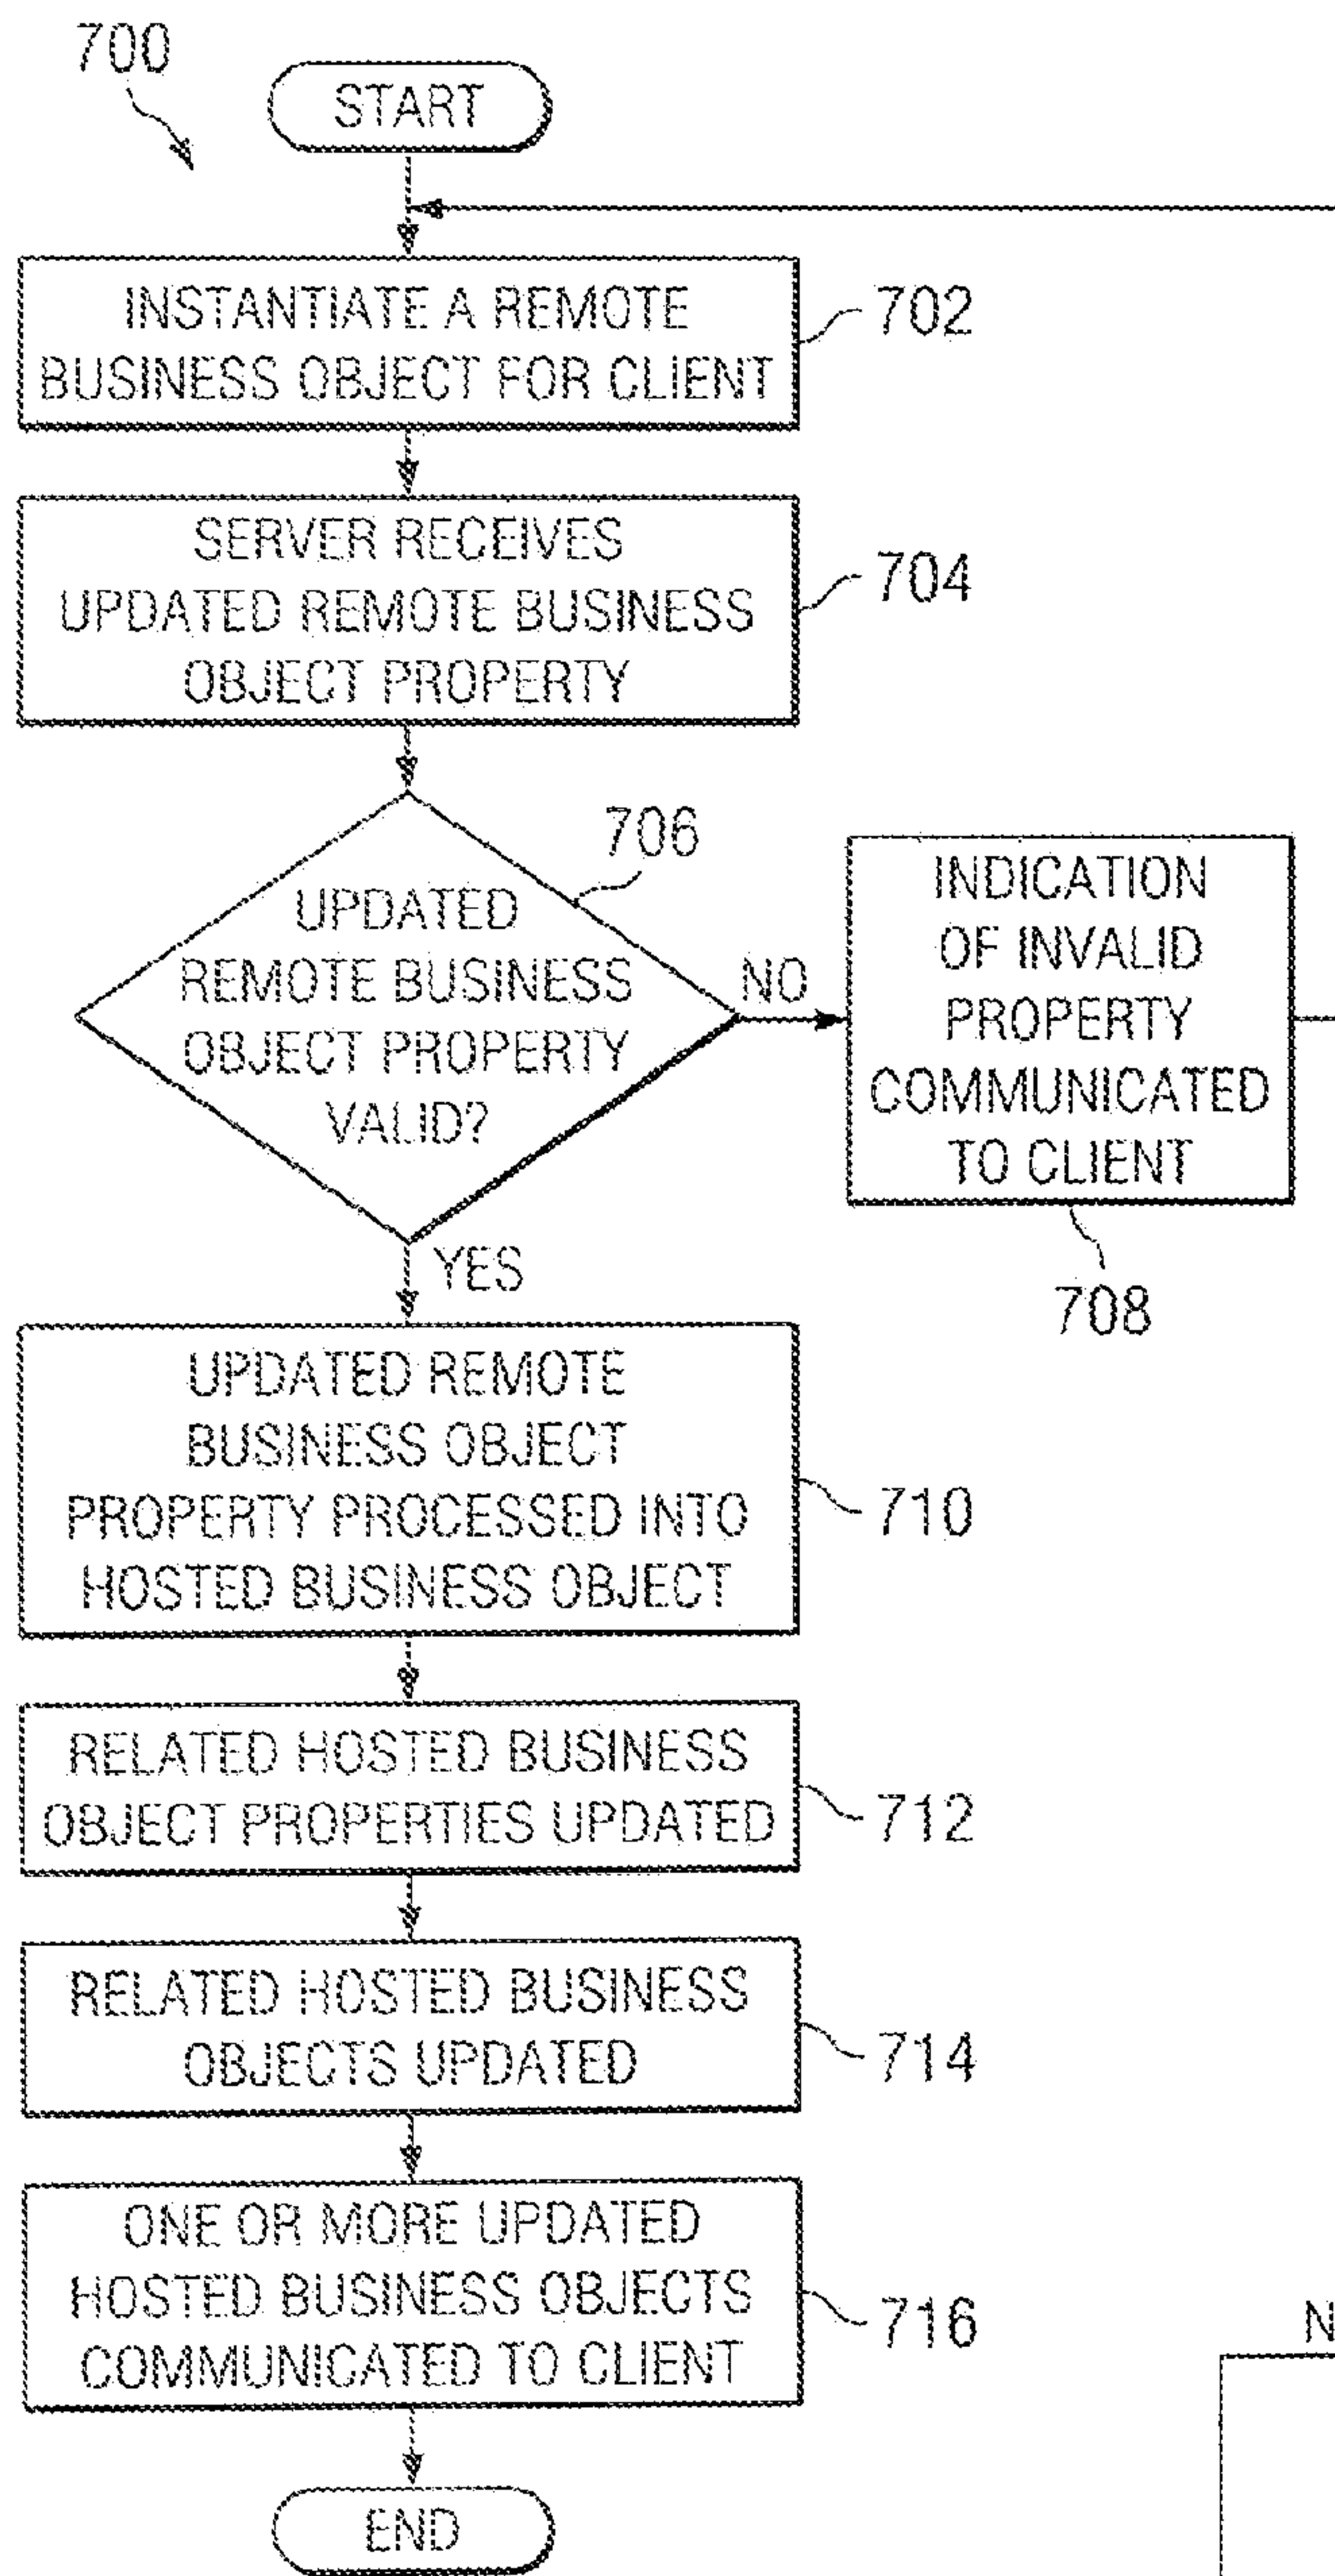 700
START
INSTANTIATE A REMOTE
BUSINESS OBJECT FOR CLIENT
702
SERVER RECEIVES
UPDATED REMOTE BUSINESS
OBJECT PROPERTY
704
706
UPDATED
REMOTE BUSINESS
OBJECT PROPERTY
VALID?
NO
INDICATION
OF INVALID
PROPERTY
COMMUNICATED
TO CLIENT
708
YES
UPDATED REMOTE
BUSINESS OBJECT
PROPERTY PROCESSED INTO
HOSTED BUSINESS OBJECT
710
RELATED HOSTED BUSINESS
OBJECT PROPERTIES UPDATED
712
RELATED HOSTED BUSINESS
OBJECTS UPDATED
714
ONE OR MORE UPDATED
HOSTED BUSINESS OBJECTS
COMMUNICATED TO CLIENT
716
END